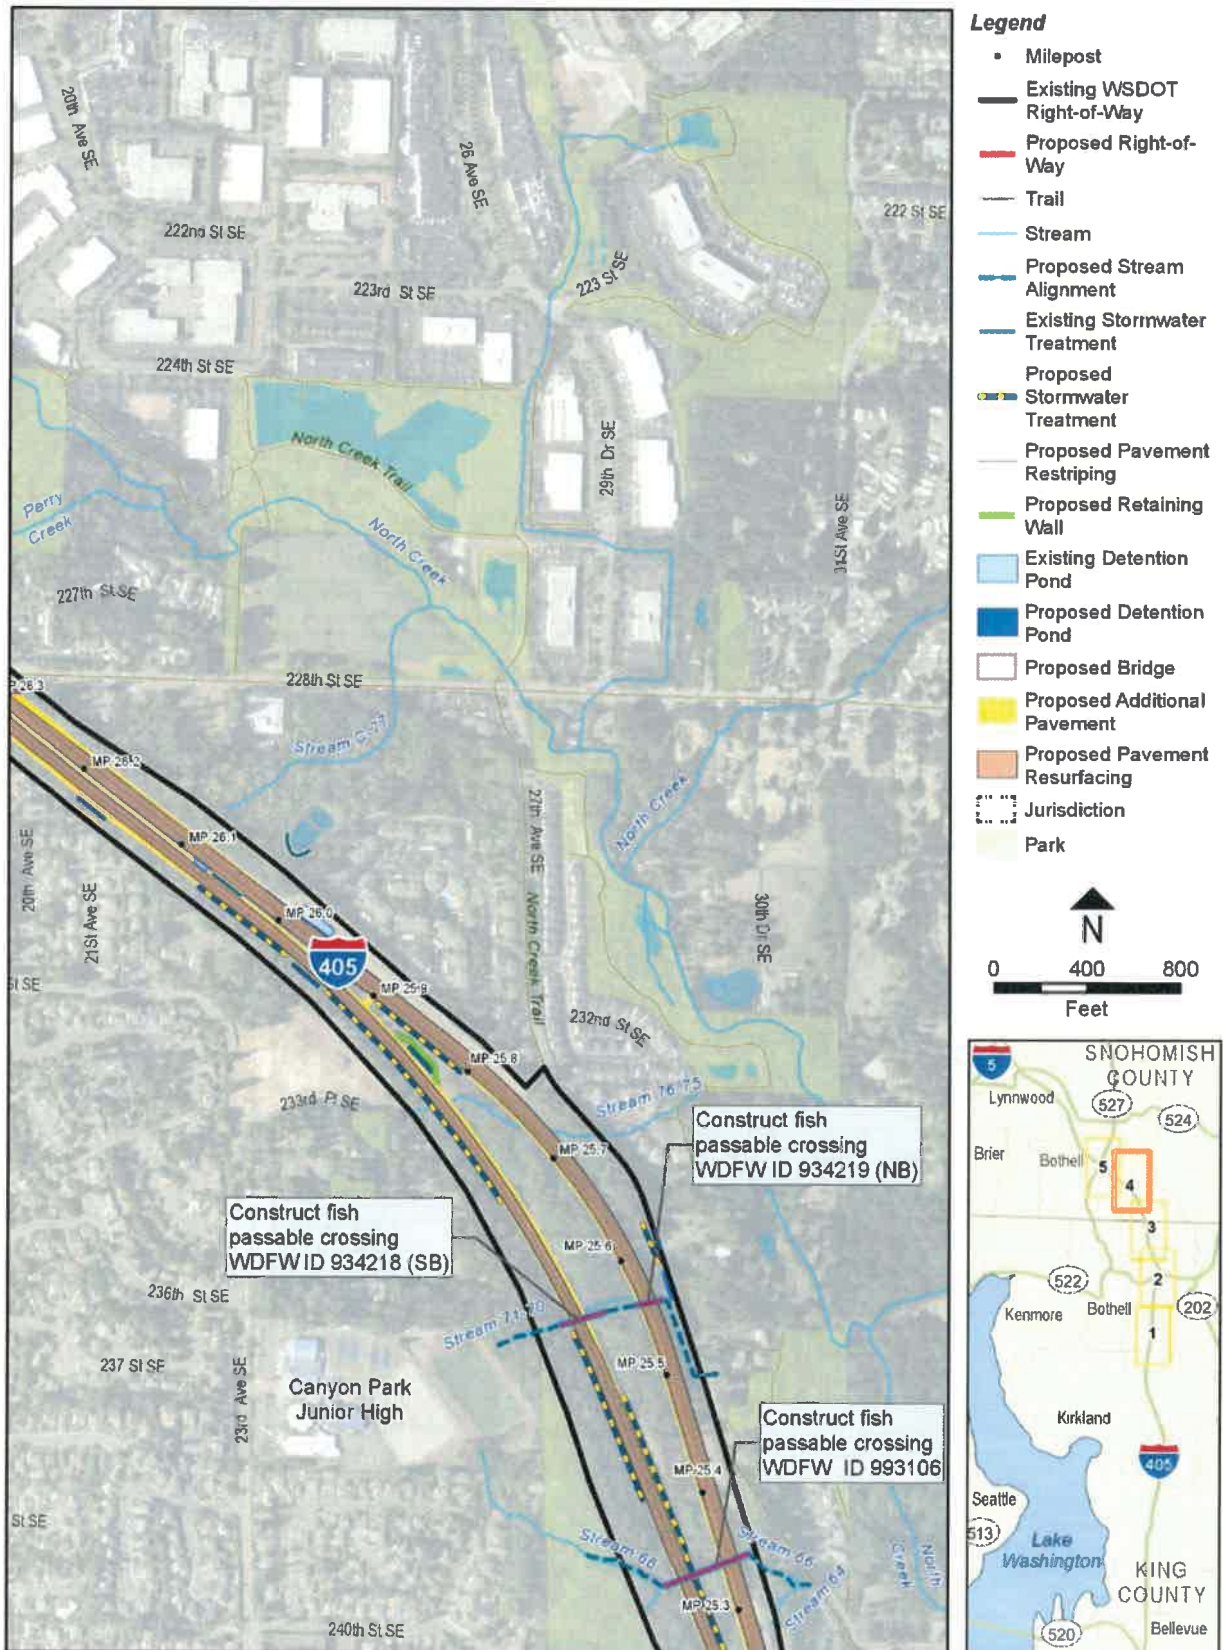 20th Ave SE
26 Ave SE
222nd St SE
222 St SE
223rd St SE
223 St SE
224th St SE
North Creek Trail
29th Dr SE
31St Ave SE
Perry
Creek
North Creek
227th St SE
228th St SE
MP 26.2
MP 26.1
MP 26.0
405
MP 25.9
MP 25.8
20th Ave SE
21St Ave SE
St SE
27th Ave SE
North Creek Trail
North Creek
30th Dr SE
232nd St SE
233rd Pl SE
Stream 76-75
Construct fish
passable crossing
WDFW ID 934219 (NB)
MP 25.7
Construct fish
passable crossing
WDFW ID 934218 (SB)
MP 25.6
236th St SE
237 St SE
23rd Ave SE
Canyon Park
Junior High
MP 25.5
Construct fish
passable crossing
WDFW ID 993106
MP 25.4
St SE
Stream 66
Stream 66
Stream 64
North
Creek
MP 25.3
240th St SE
Legend
Milepost
Existing WSDOT
Right-of-Way
Proposed Right-of-
Way
Trail
Stream
Proposed Stream
Alignment
Existing Stormwater
Treatment
Proposed
Stormwater
Treatment
Proposed Pavement
Restriping
Proposed Retaining
Wall
Existing Detention
Pond
Proposed Detention
Pond
Proposed Bridge
Proposed Additional
Pavement
Proposed Pavement
Resurfacing
Jurisdiction
Park
N
0 400 800
Feet
5
SNOHOMISH
COUNTY
Lynnwood
527
524
Brier
Bothell
5
4
3
522
2
Kenmore
Bothell
202
1
Kirkland
405
Seattle
513
Lake
Washington
KING
COUNTY
520
Bellevue